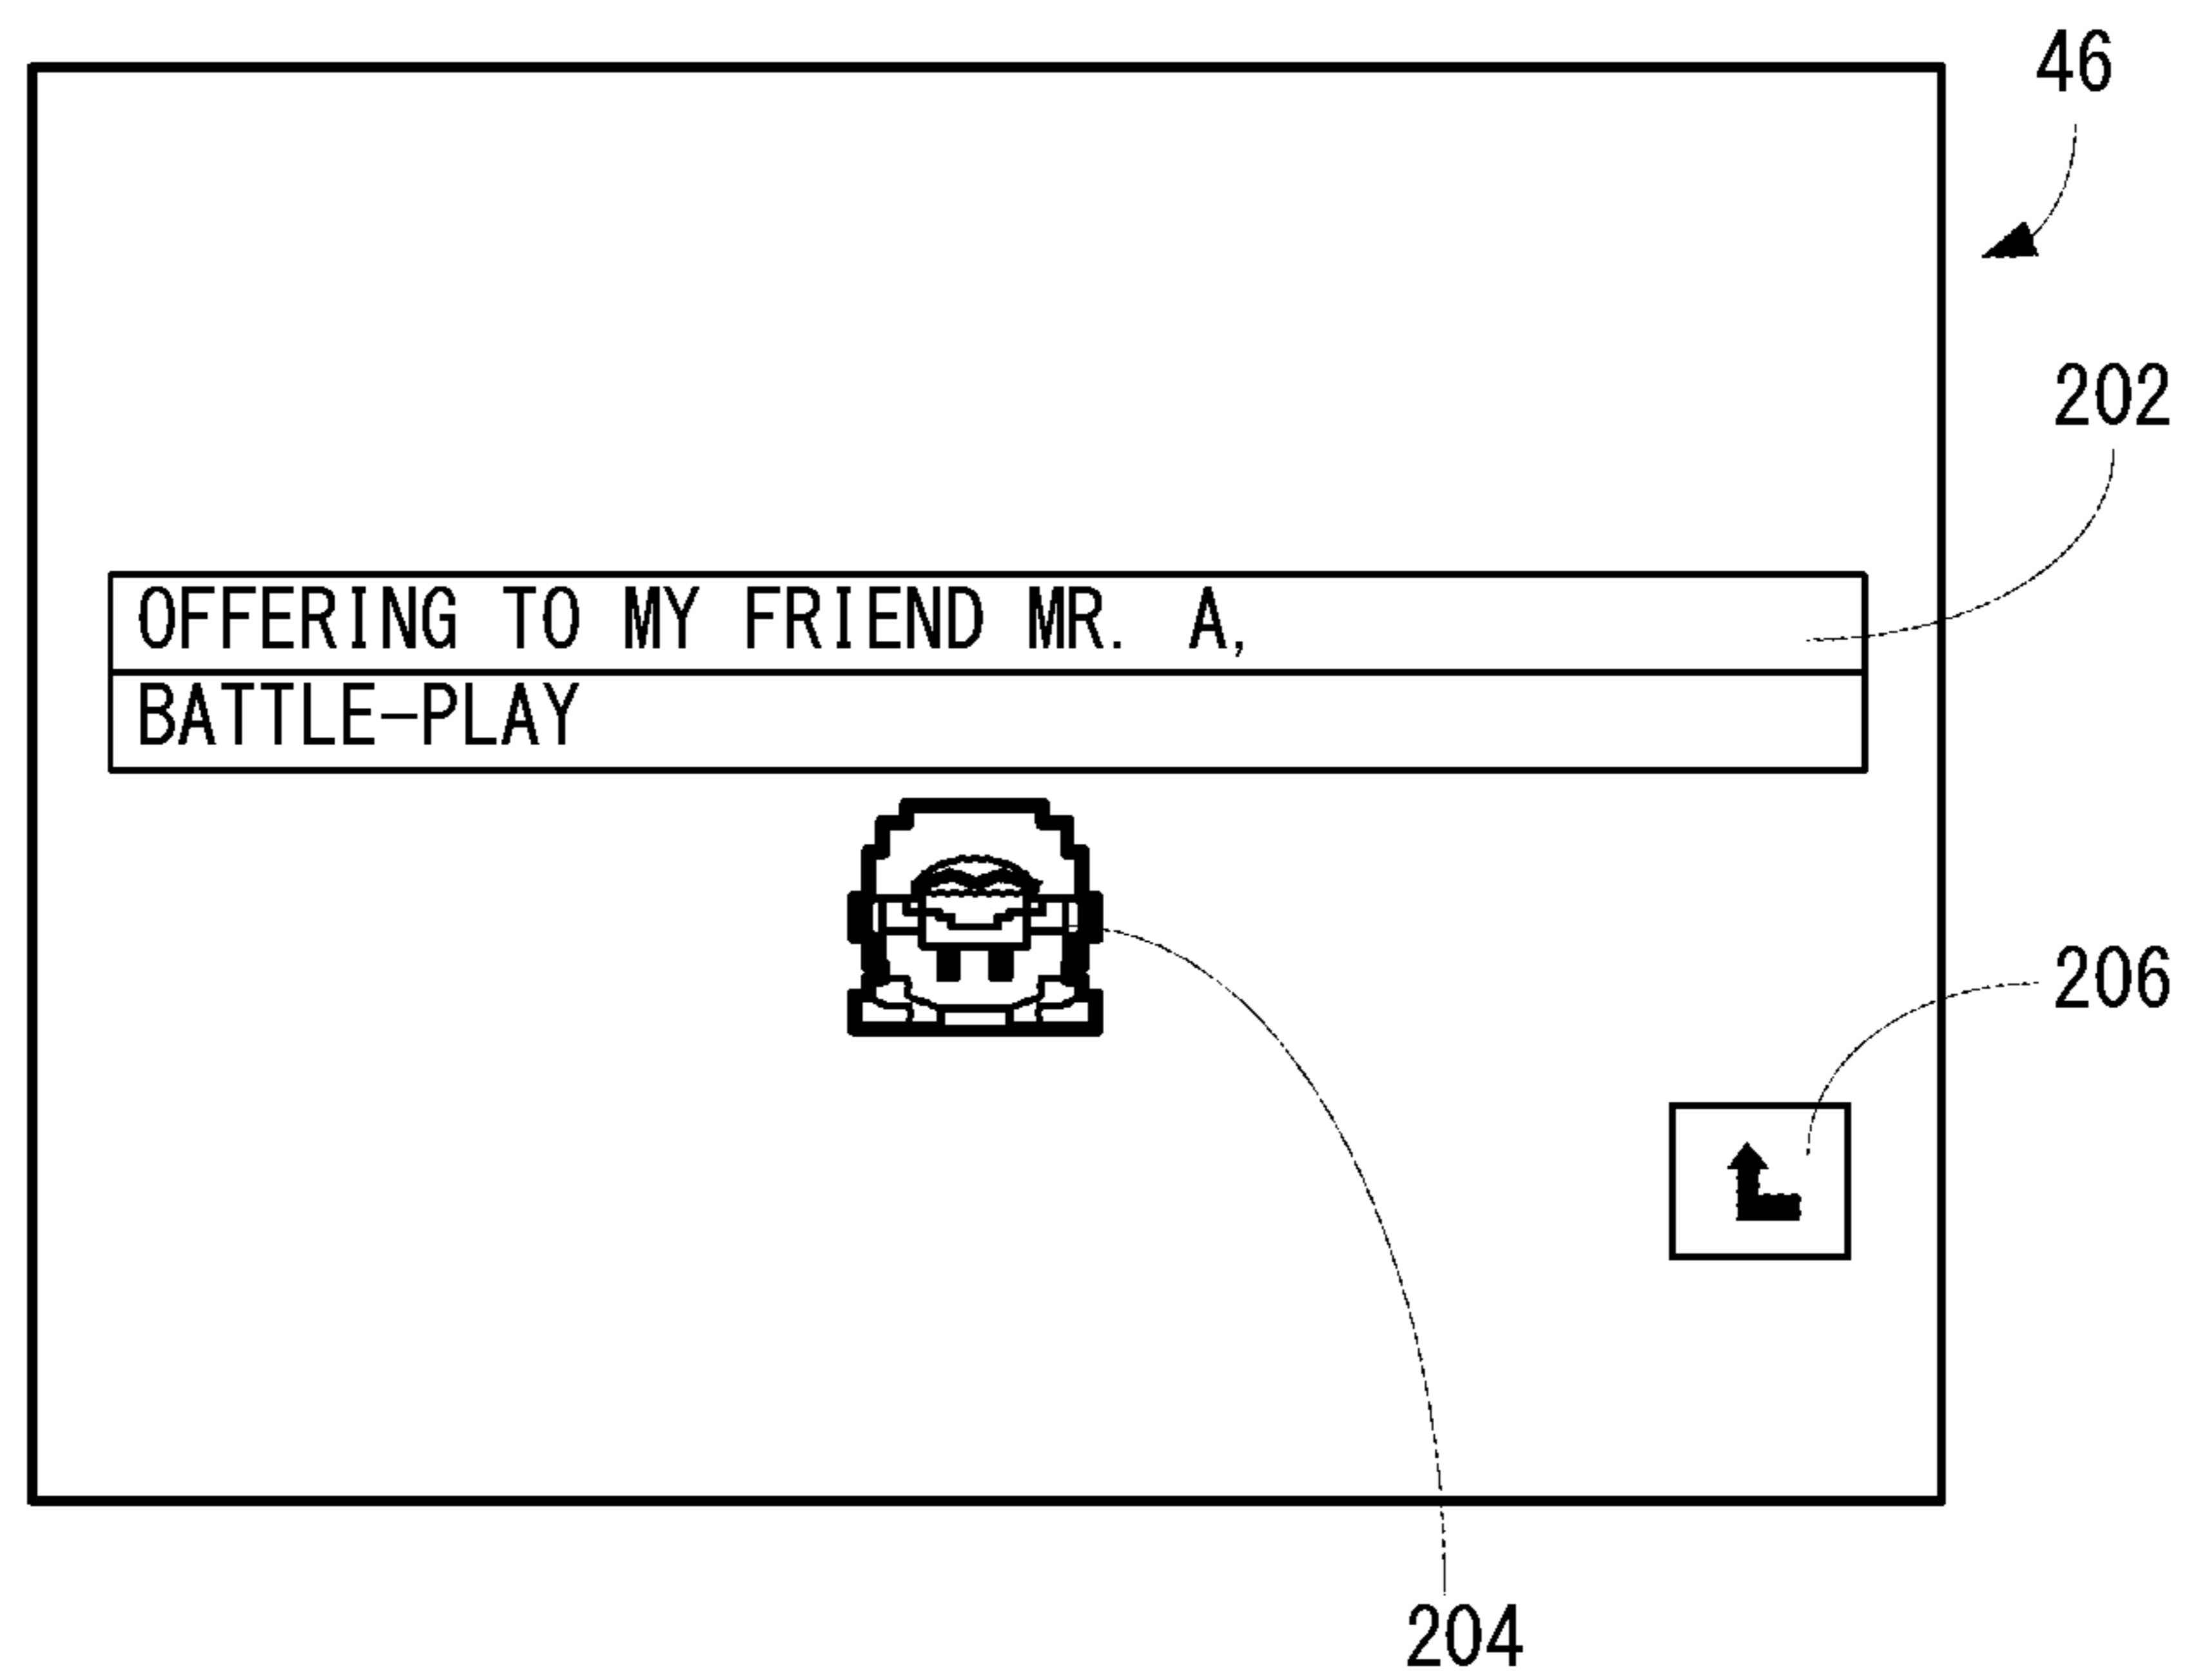 46
202
OFFERING TO MY FRIEND MR. A,
BATTLE-PLAY
206
204